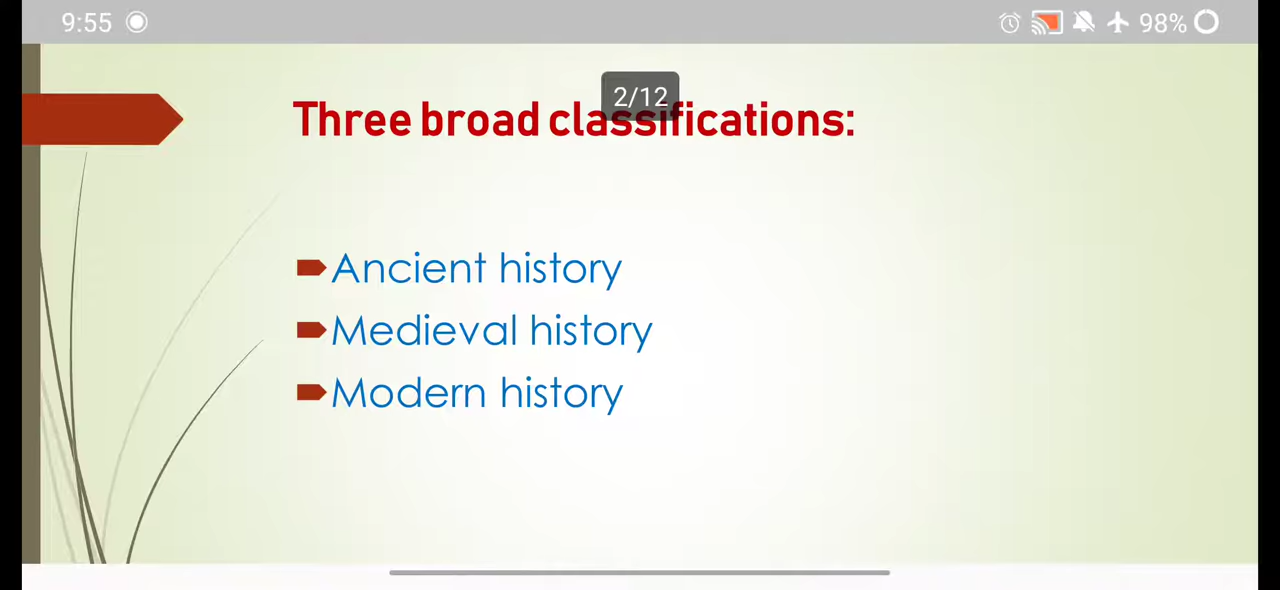 9:55 98%
2/12
Three broad classifications:
Ancient history
Medieval history
Modern history